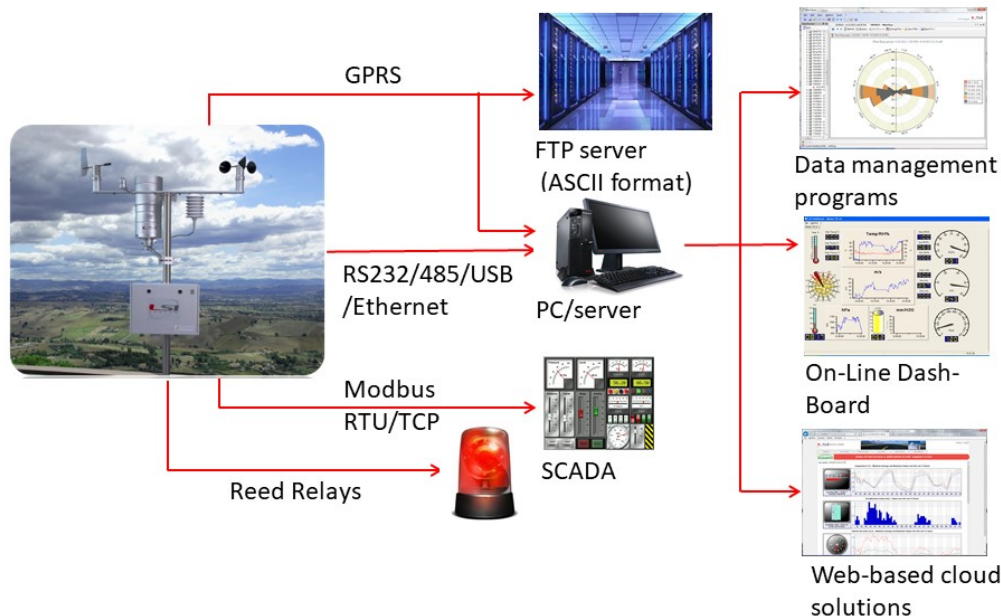 GPRS
FTP server
(ASCII format)
Data management
programs
RS232/485/USB
/Ethernet
PC/server
On-Line Dash-
Board
Modbus
RTU/TCP
SCADA
Reed Relays
Web-based cloud
solutions